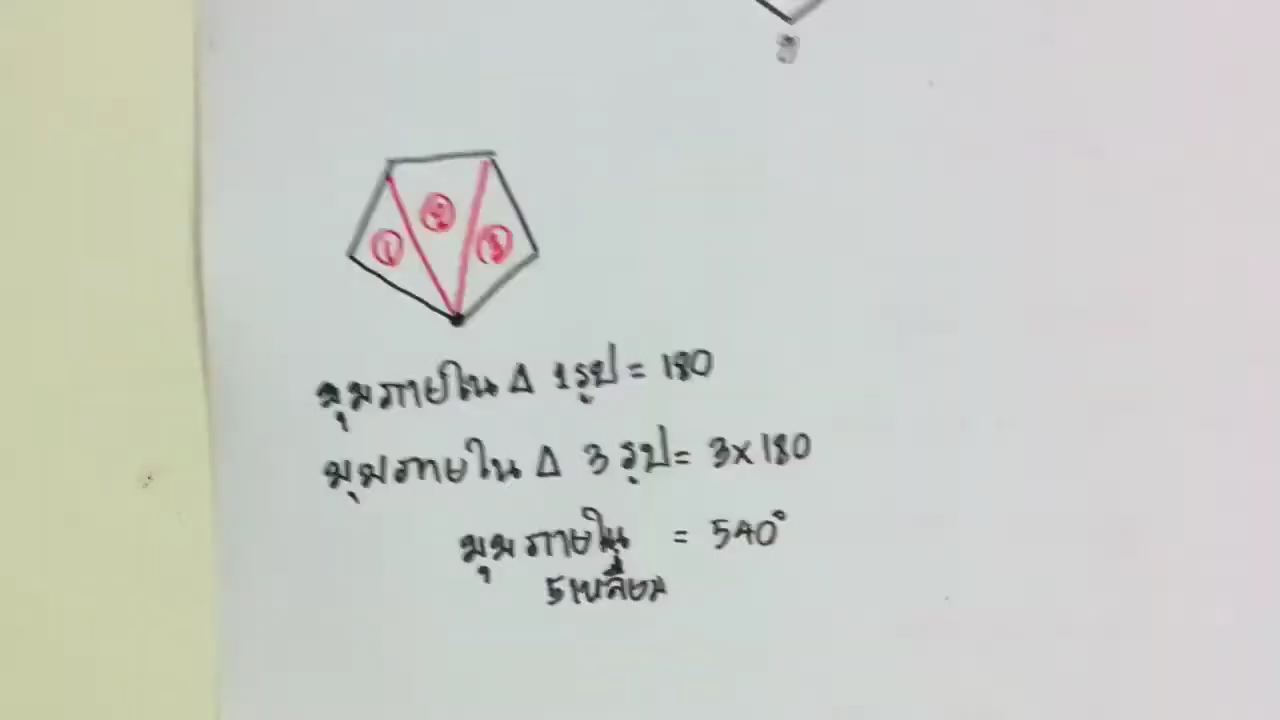 ① ② ③
มุมภายใน Δ 1 รูป = 180
มุมภายใน Δ 3 รูป = 3 x 180
มุมภายใน = 540°
5 เหลี่ยม